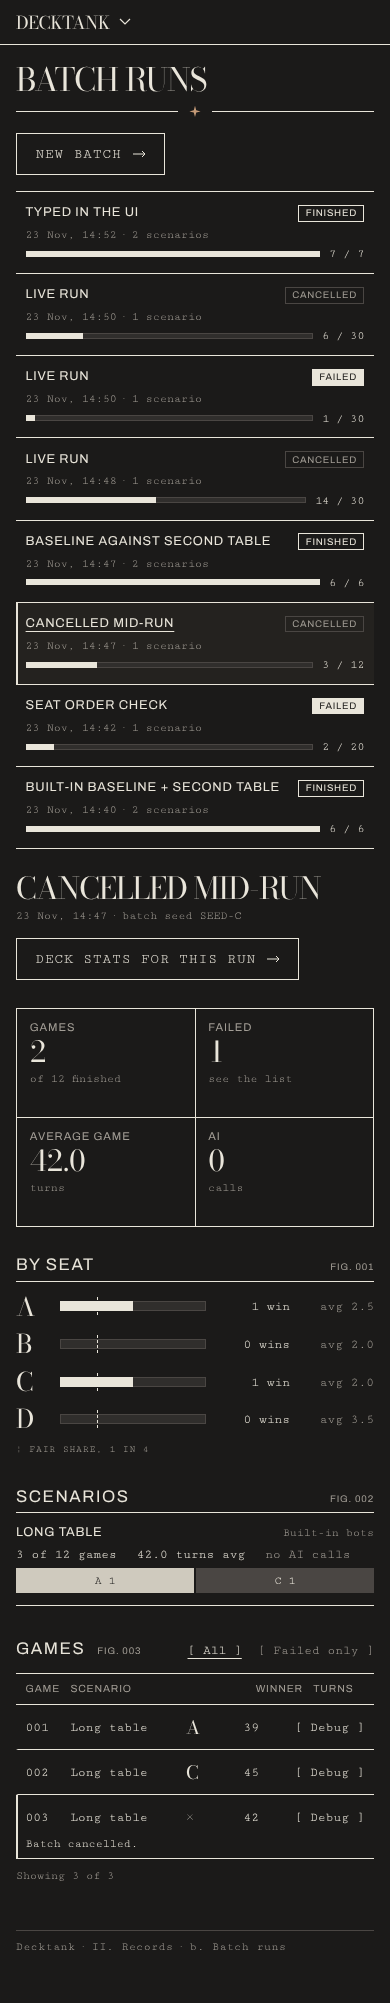 DECKTANK
BATCH RUNS
NEW BATCH →
TYPED IN THE UI FINISHED
23 Nov, 14:52 · 2 scenarios
7 / 7
LIVE RUN CANCELLED
23 Nov, 14:50 · 1 scenario
6 / 30
LIVE RUN FAILED
23 Nov, 14:50 · 1 scenario
1 / 30
LIVE RUN CANCELLED
23 Nov, 14:48 · 1 scenario
14 / 30
BASELINE AGAINST SECOND TABLE FINISHED
23 Nov, 14:47 · 2 scenarios
6 / 6
CANCELLED MID-RUN CANCELLED
23 Nov, 14:47 · 1 scenario
3 / 12
SEAT ORDER CHECK FAILED
23 Nov, 14:42 · 1 scenario
2 / 20
BUILT-IN BASELINE + SECOND TABLE FINISHED
23 Nov, 14:40 · 2 scenarios
6 / 6
CANCELLED MID-RUN
23 Nov, 14:47 · batch seed SEED-C
DECK STATS FOR THIS RUN →
GAMES
2
of 12 finished
FAILED
1
see the list
AVERAGE GAME
42.0
turns
AI
0
calls
BY SEAT FIG. 001
A 1 win avg 2.5
B 0 wins avg 2.0
C 1 win avg 2.0
D 0 wins avg 3.5
¦ FAIR SHARE, 1 IN 4
SCENARIOS FIG. 002
LONG TABLE Built-in bots
3 of 12 games 42.0 turns avg no AI calls
A 1 C 1
GAMES FIG. 003 [ All ] [ Failed only ]
GAME SCENARIO WINNER TURNS
001 Long table A 39 [ Debug ]
002 Long table C 45 [ Debug ]
003 Long table × 42 [ Debug ]
Batch cancelled.
Showing 3 of 3
Decktank · II. Records · b. Batch runs